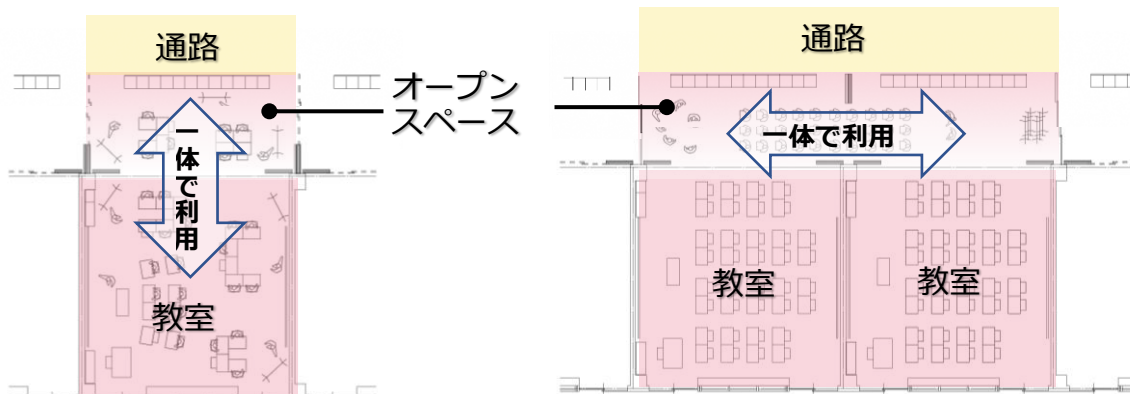 通路
オープン
スペース
一体で利用
教室
通路
一体で利用
教室
教室